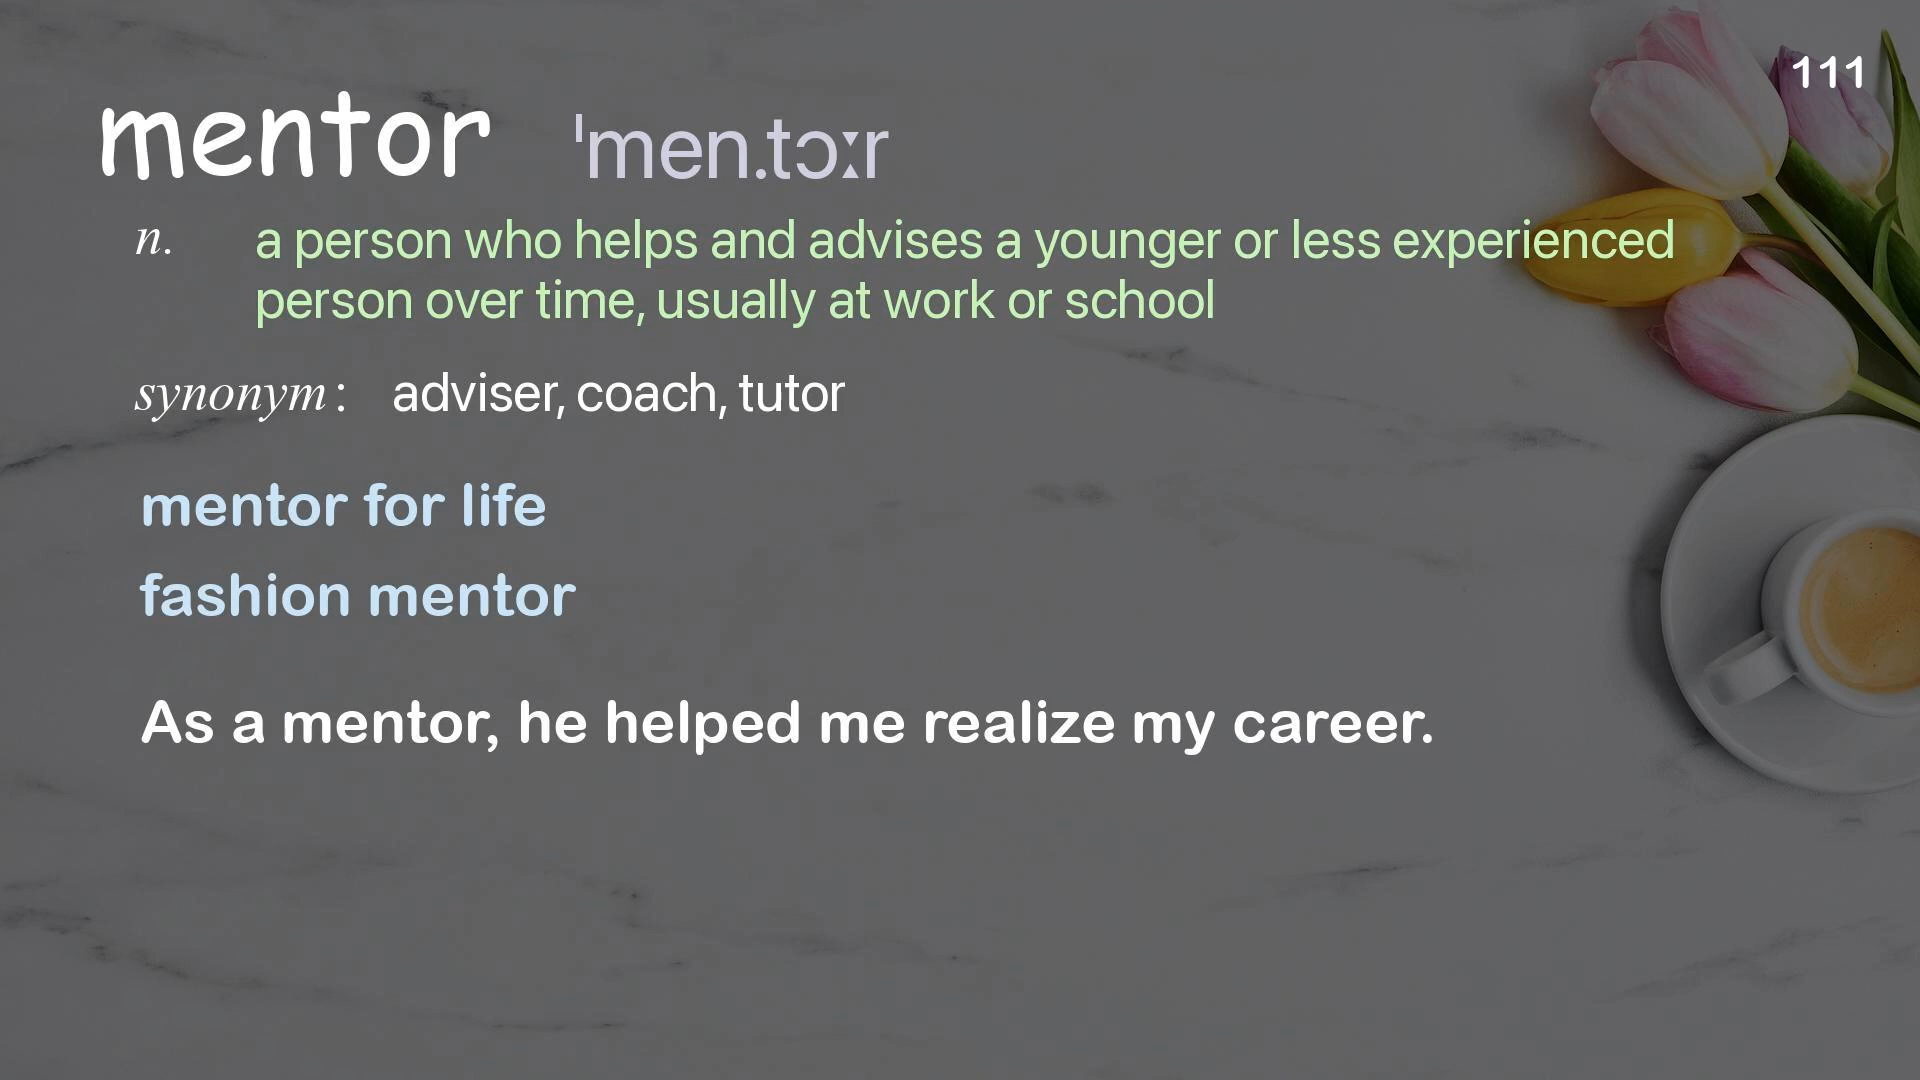 111
mentor ˈmen.tɔːr
n. a person who helps and advises a younger or less experienced
person over time, usually at work or school
synonym: adviser, coach, tutor
mentor for life
fashion mentor
As a mentor, he helped me realize my career.